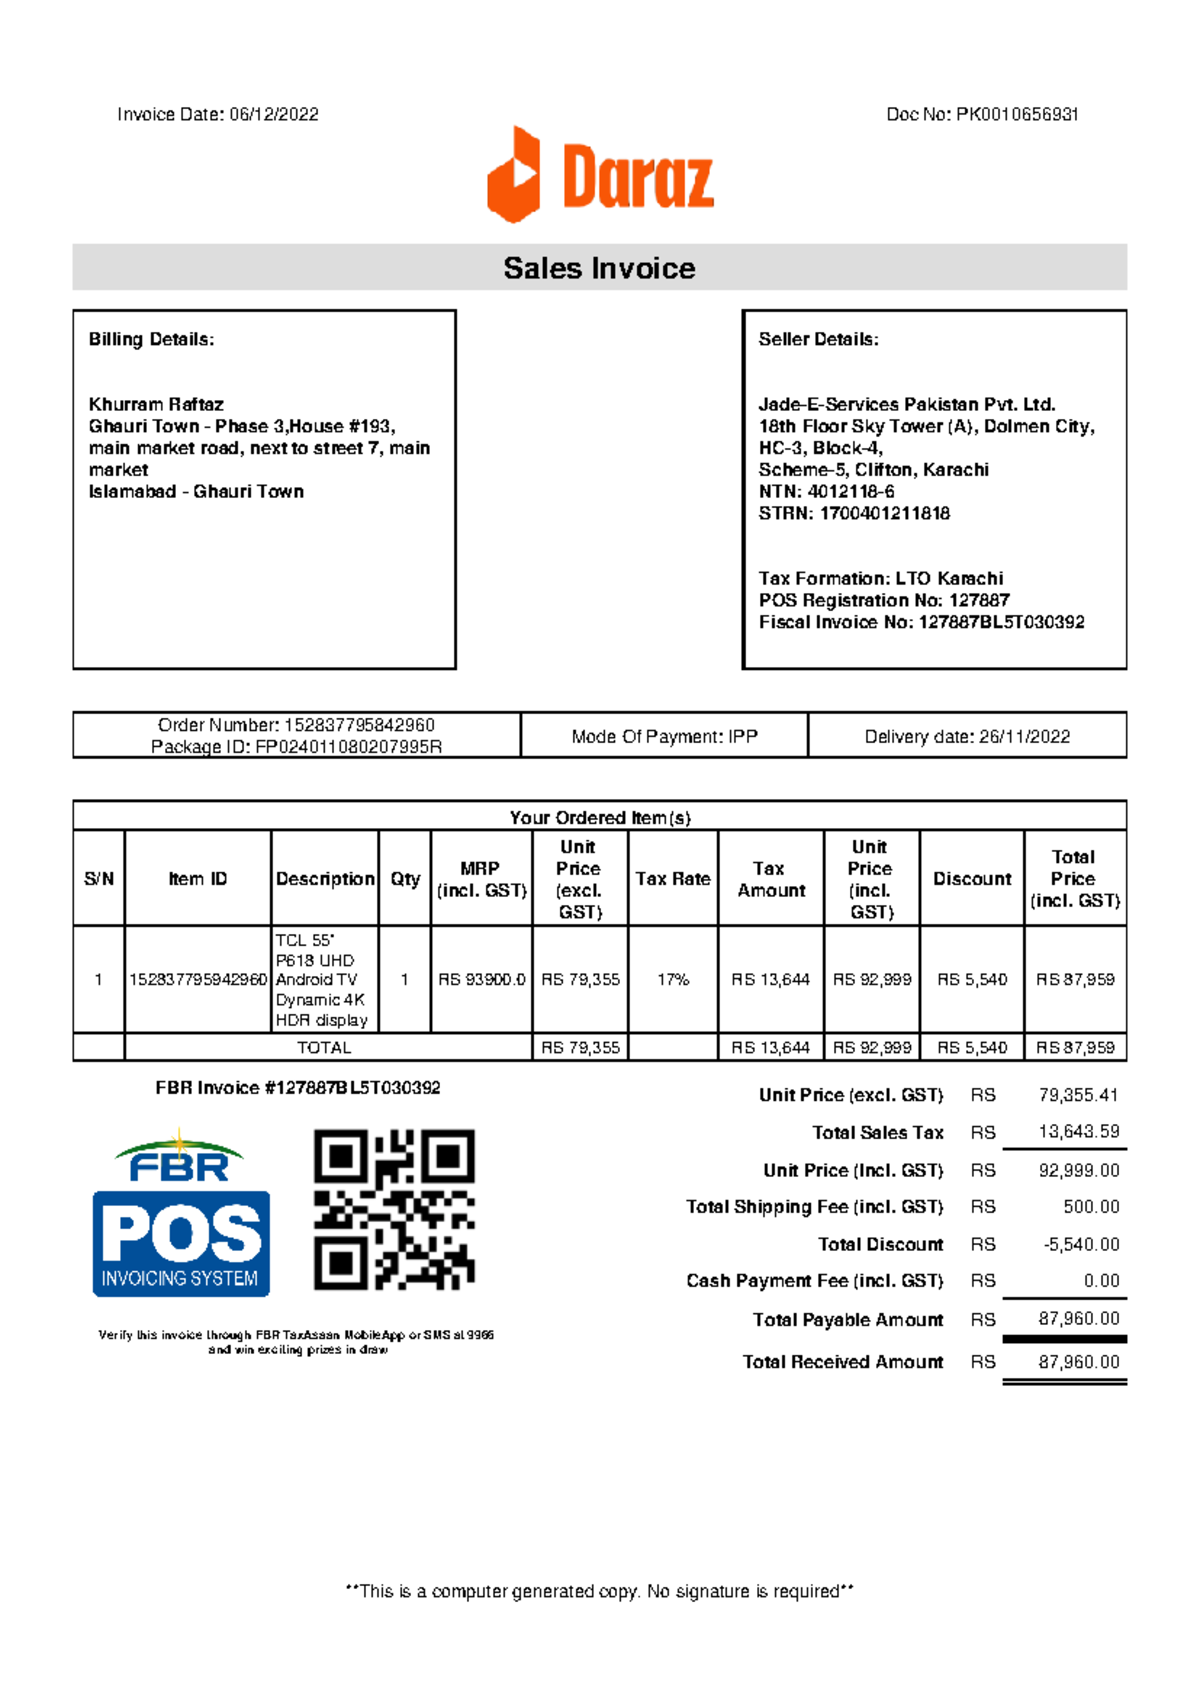 Invoice Date: 06/12/2022
Doc No: PK0010656931
Daraz
Sales Invoice
Billing Details:
Khurram Raftaz
Ghauri Town - Phase 3,House #193,
main market road, next to street 7, main
market
Islamabad - Ghauri Town
Seller Details:
Jade-E-Services Pakistan Pvt. Ltd.
18th Floor Sky Tower (A), Dolmen City,
HC-3, Block-4,
Scheme-5, Clifton, Karachi
NTN: 4012118-6
STRN: 1700401211818
Tax Formation: LTO Karachi
POS Registration No: 127887
Fiscal Invoice No: 127887BL5T030392
Order Number: 152837795842960
Package ID: FP024011080207995R
Mode Of Payment: IPP
Delivery date: 26/11/2022
Your Ordered Item(s)
S/N
Item ID
Description
Qty
MRP
(incl. GST)
Unit
Price
(excl.
GST)
Tax Rate
Tax
Amount
Unit
Price
(incl.
GST)
Discount
Total
Price
(incl. GST)
1
152837795942960
TCL 55"
P618 UHD
Android TV
Dynamic 4K
HDR display
1
RS 93900.0
RS 79,355
17%
RS 13,644
RS 92,999
RS 5,540
RS 87,959
TOTAL
RS 79,355
RS 13,644
RS 92,999
RS 5,540
RS 87,959
FBR Invoice #127887BL5T030392
FBR
POS
INVOICING SYSTEM
Verify this invoice through FBR TaxAsaan MobileApp or SMS at 9966
and win exciting prizes in draw
Unit Price (excl. GST) RS 79,355.41
Total Sales Tax RS 13,643.59
Unit Price (Incl. GST) RS 92,999.00
Total Shipping Fee (incl. GST) RS 500.00
Total Discount RS -5,540.00
Cash Payment Fee (incl. GST) RS 0.00
Total Payable Amount RS 87,960.00
Total Received Amount RS 87,960.00
**This is a computer generated copy. No signature is required**